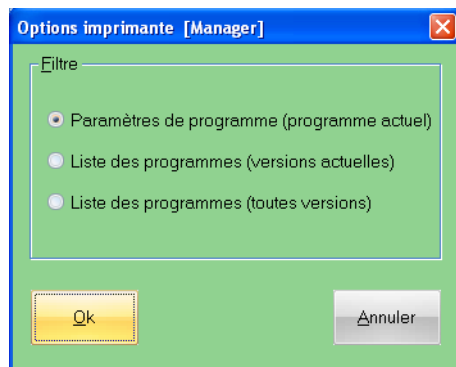 Options imprimante [Manager]
Filtre
Paramètres de programme (programme actuel)
Liste des programmes (versions actuelles)
Liste des programmes (toutes versions)
Ok
Annuler